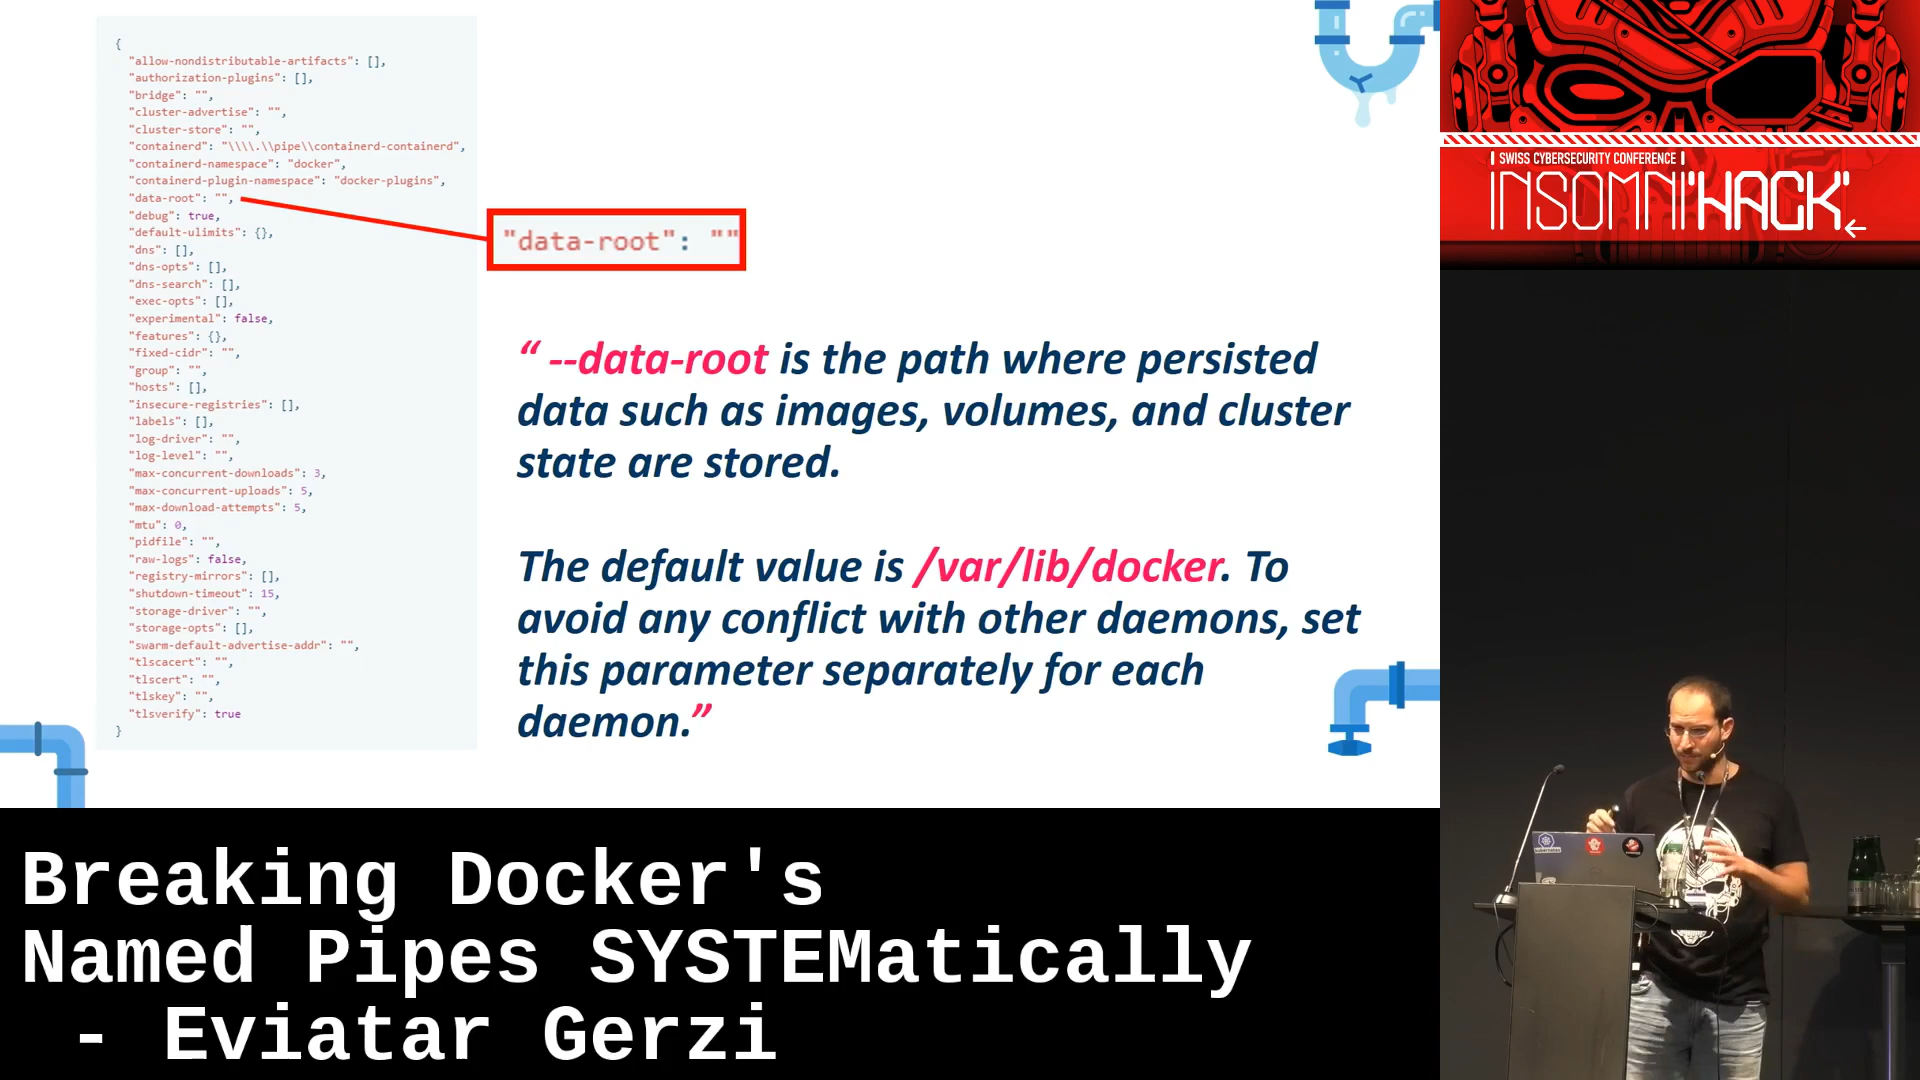 {
"allow-nondistributable-artifacts": [],
"authorization-plugins": [],
"bridge": "",
"cluster-advertise": "",
"cluster-store": "",
"containerd": "\\\\.\\pipe\\containerd-containerd",
"containerd-namespace": "docker",
"containerd-plugin-namespace": "docker-plugins",
"data-root": "",
"debug": true,
"default-ulimits": {},
"dns": [],
"dns-opts": [],
"dns-search": [],
"exec-opts": [],
"experimental": false,
"features": {},
"fixed-cidr": "",
"group": "",
"hosts": [],
"insecure-registries": [],
"labels": [],
"log-driver": "",
"log-level": "",
"max-concurrent-downloads": 3,
"max-concurrent-uploads": 5,
"max-download-attempts": 5,
"mtu": 0,
"pidfile": "",
"raw-logs": false,
"registry-mirrors": [],
"shutdown-timeout": 15,
"storage-driver": "",
"storage-opts": [],
"swarm-default-advertise-addr": "",
"tlscacert": "",
"tlscert": "",
"tlskey": "",
"tlsverify": true
}
"data-root": ""
“ --data-root is the path where persisted
data such as images, volumes, and cluster
state are stored.
The default value is /var/lib/docker. To
avoid any conflict with other daemons, set
this parameter separately for each
daemon.”
SWISS CYBERSECURITY CONFERENCE
INSOMNI'HACK
Breaking Docker's
Named Pipes SYSTEMatically
- Eviatar Gerzi